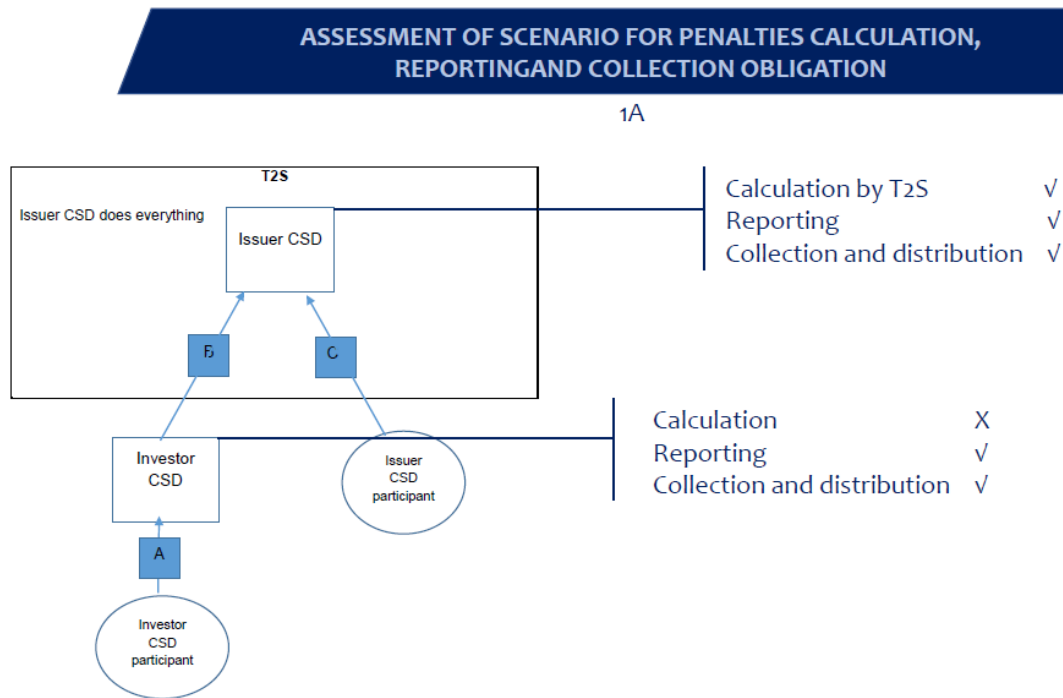 ASSESSMENT OF SCENARIO FOR PENALTIES CALCULATION,
REPORTINGAND COLLECTION OBLIGATION
1A
T2S
Issuer CSD does everything
Issuer CSD
Calculation by T2S √
Reporting √
Collection and distribution √
B
C
Investor
CSD
Issuer
CSD
participant
Calculation X
Reporting √
Collection and distribution √
A
Investor
CSD
participant